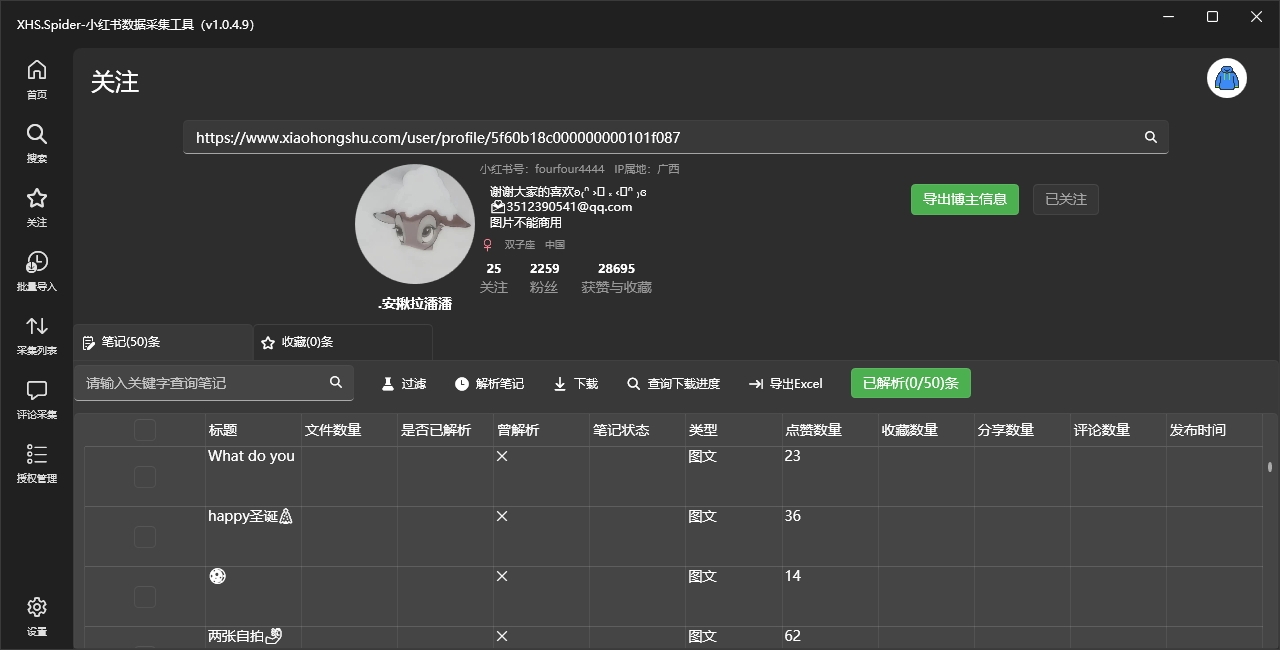 XHS.Spider-小红书数据采集工具（v1.0.4.9）
首页
搜索
关注
批量导入
采集列表
评论采集
授权管理
设置
关注
https://www.xiaohongshu.com/user/profile/5f60b18c000000000101f087
小红书号：fourfour4444 IP属地：广西
谢谢大家的喜欢
3512390541@qq.com
图片不能商用
♀ 双子座 中国
25 2259 28695
关注 粉丝 获赞与收藏
.安揪拉潘潘
导出博主信息 已关注
笔记(50)条 收藏(0)条
请输入关键字查询笔记 过滤 解析笔记 下载 查询下载进度 导出Excel 已解析(0/50)条
标题 文件数量 是否已解析 曾解析 笔记状态 类型 点赞数量 收藏数量 分享数量 评论数量 发布时间
What do you 图文 23
happy圣诞🎄 图文 36
图文 14
两张自拍🤳 图文 62